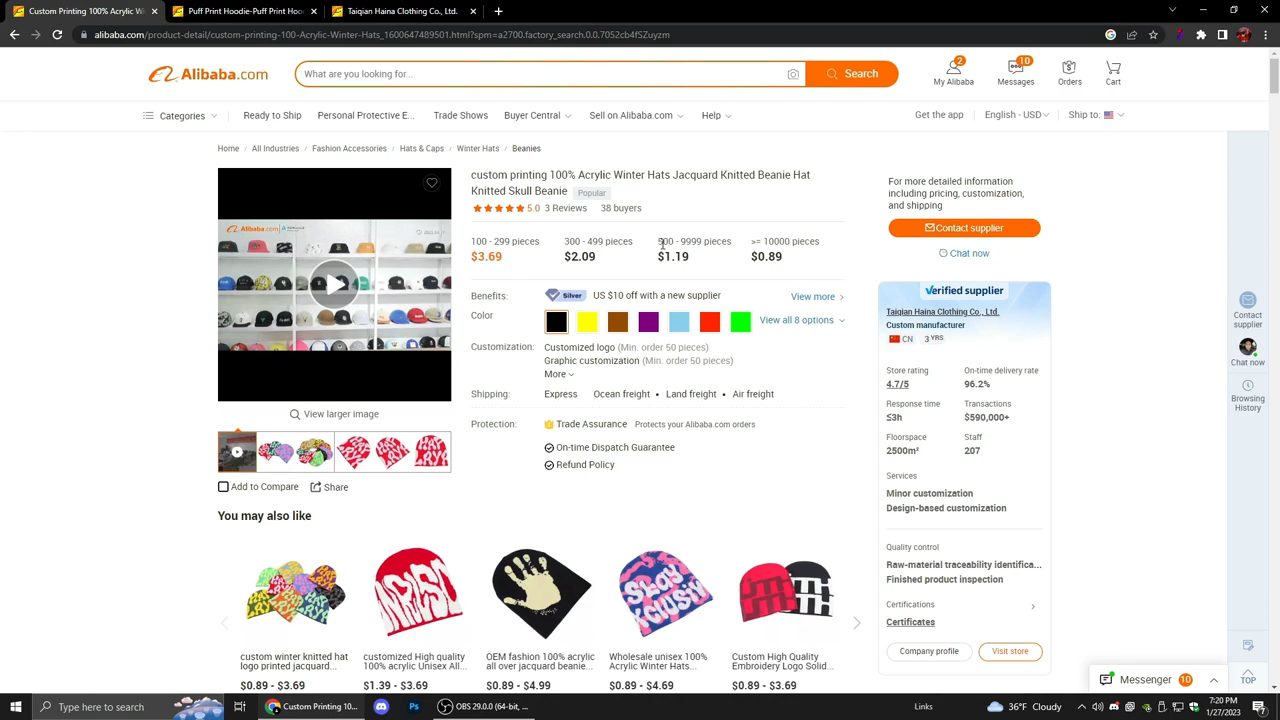 Custom Printing 10
Taiqian Haina Clothing C
alibaba.com/product-detail/custom-printing-100-Acrylic-Winter-Hats_1600647489501.html?spm=a2700.factory_search.0.0.7052cb4fSZuyzm
Alibaba.com
What are you looking for...
Search
2
My Alibaba
10
Messages
Orders
Cart
Categories
Ready to Ship
Personal Protective E...
Trade Shows
Buyer Central
Sell on Alibaba.com
Help
Get the app
English - USD
Ship to:
Home / All Industries / Fashion Accessories / Hats & Caps / Winter Hats / Beanies
custom printing 100% Acrylic Winter Hats Jacquard Knitted Beanie Hat
Knitted Skull Beanie Popular
5.0 3 Reviews 38 buyers
100 - 299 pieces 300 - 499 pieces 500 - 9999 pieces >= 10000 pieces
$3.69 $2.09 $1.19 $0.89
Benefits: Silver US $10 off with a new supplier View more >
Color View all 8 options
Customization: Customized logo (Min. order 50 pieces)
Graphic customization (Min. order 50 pieces)
More
Shipping: Express Ocean freight • Land freight • Air freight
Protection: Trade Assurance Protects your Alibaba.com orders
On-time Dispatch Guarantee
Refund Policy
Alibaba.com
View larger image
Add to Compare Share
For more detailed information
including pricing, customization,
and shipping
Contact supplier
Chat now
Verified supplier
Taiqian Haina Clothing Co., Ltd.
Custom manufacturer
CN 3 YRS
Store rating On-time delivery rate
4.7/5 96.2%
Response time Transactions
≤3h $590,000+
Floorspace Staff
2500m² 207
Services
Minor customization
Design-based customization
Quality control
Raw-material traceability identifica...
Finished product inspection
Certifications
Certificates
Company profile Visit store
Contact
supplier
Chat now
Browsing
History
TOP
Messenger 10
You may also like
custom winter knitted hat
logo printed jacquard...
$0.89 - $3.69
customized High quality
100% acrylic Unisex All...
$1.39 - $3.69
OEM fashion 100% acrylic
all over jacquard beanie...
$0.89 - $4.99
Wholesale unisex 100%
Acrylic Winter Hats...
$0.89 - $4.69
Custom High Quality
Embroidery Logo Solid...
$0.89 - $3.69
Type here to search
Custom Printing 10...
Ps
OBS 29.0.0 (64-bit, ...
Links
36°F Cloudy
7:20 PM
1/27/2023